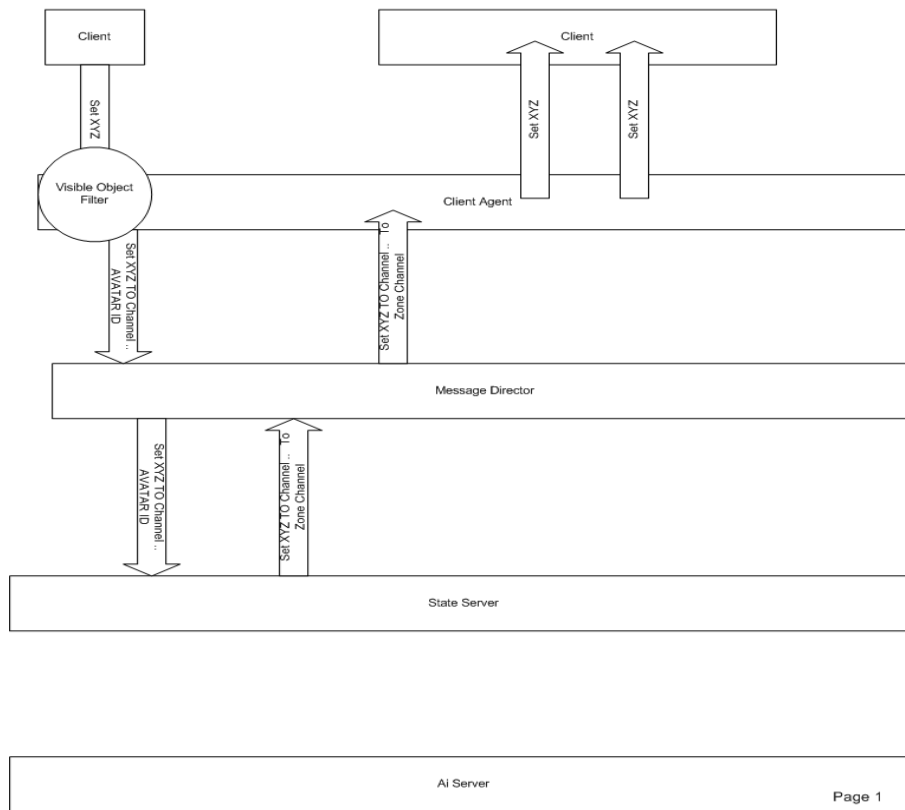 Client
Client
Set XYZ
Set XYZ
Set XYZ
Visible Object
Filter
Client Agent
Set XYZ TO Channel ..
AVATAR ID
Set XYZ TO Channel .. To
Zone Channel
Message Director
Set XYZ TO Channel ..
AVATAR ID
Set XYZ TO Channel .. To
Zone Channel
State Server
Ai Server
Page 1